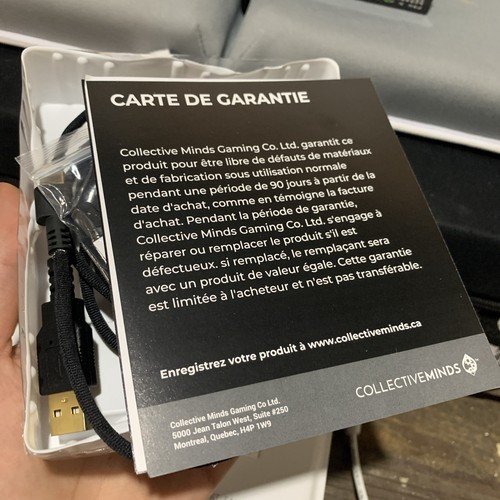 CARTE DE GARANTIE
Collective Minds Gaming Co. Ltd. garantit ce
produit pour être libre de défauts de matériaux
et de fabrication sous utilisation normale
pendant une période de 90 jours à partir de la
date d'achat, comme en témoigne la facture
d'achat. Pendant la période de garantie,
Collective Minds Gaming Co. Ltd. s'engage à
réparer ou remplacer le produit s'il est
défectueux. si remplacé, le remplaçant sera
avec un produit de valeur égale. Cette garantie
est limitée à l'acheteur et n'est pas transférable.
Enregistrez votre produit à www.collectiveminds.ca
Collective Minds Gaming Co Ltd.
5000 Jean Talon West, Suite #250
Montreal, Quebec, H4P 1W9
COLLECTIVEMINDS